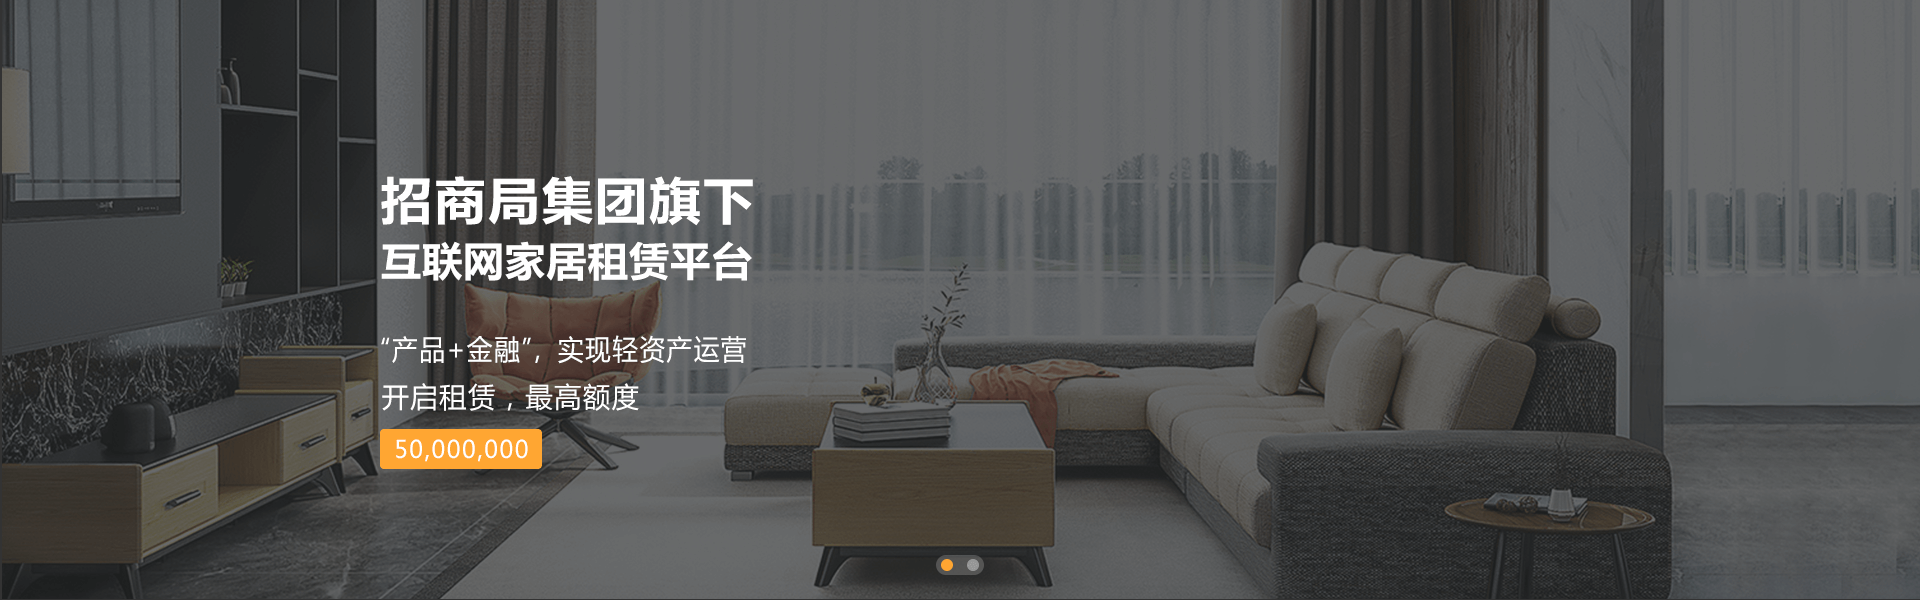 招商局集团旗下
互联网家居租赁平台
“产品+金融”,实现轻资产运营
开启租赁，最高额度
50,000,000